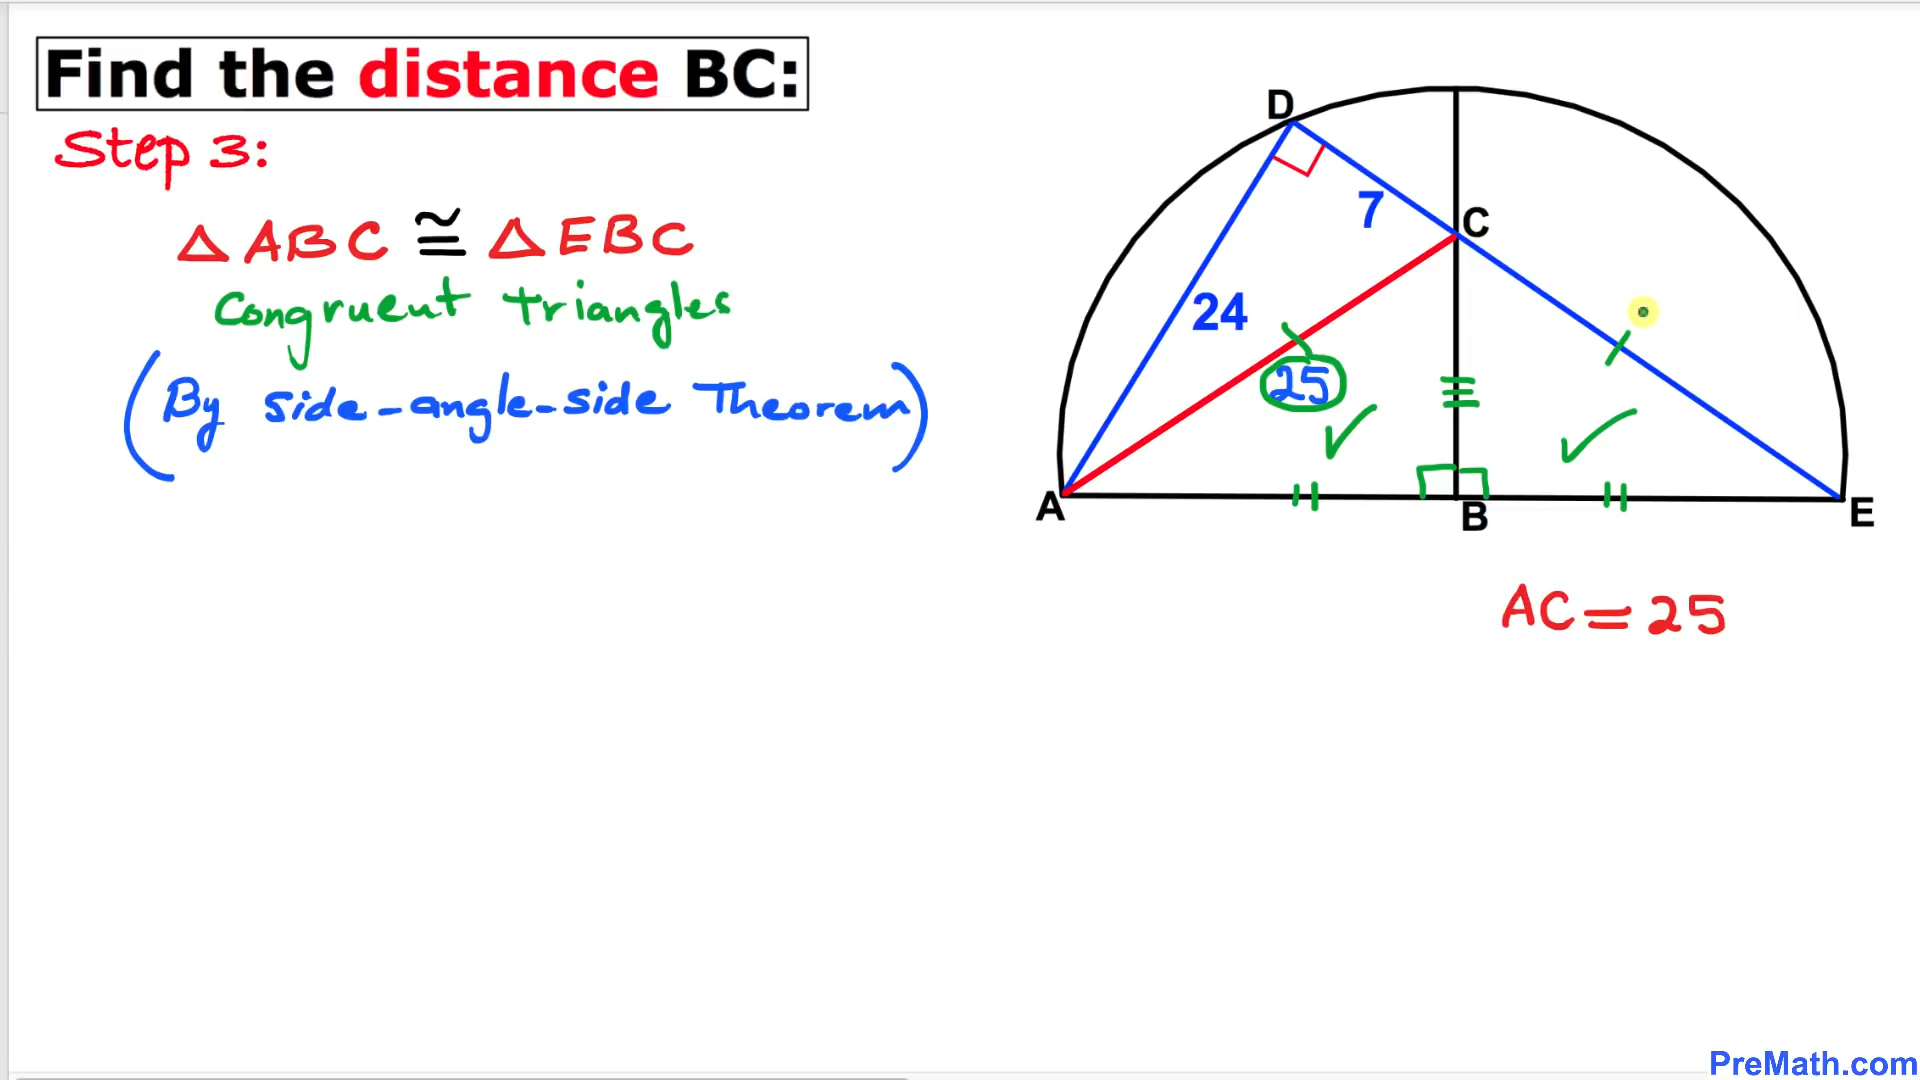 Find the distance BC:
Step 3:
△ ABC ≅ △ EBC
Congruent triangles
(By side-angle-side Theorem)
D
7
C
24
25
A
B
E
AC = 25
PreMath.com